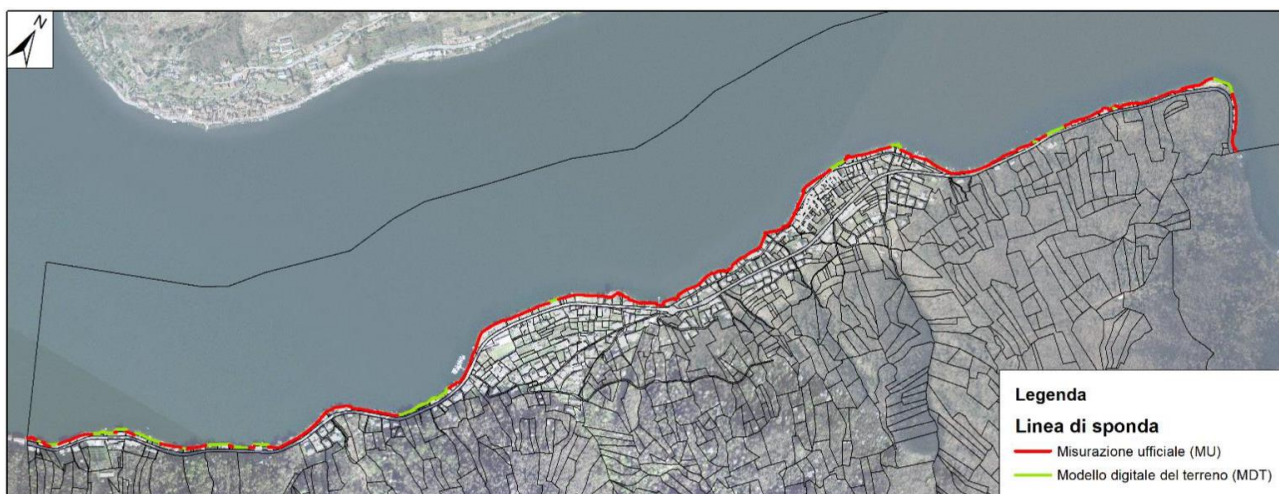 N
Legenda
Linea di sponda
Misurazione ufficiale (MU)
Modello digitale del terreno (MDT)